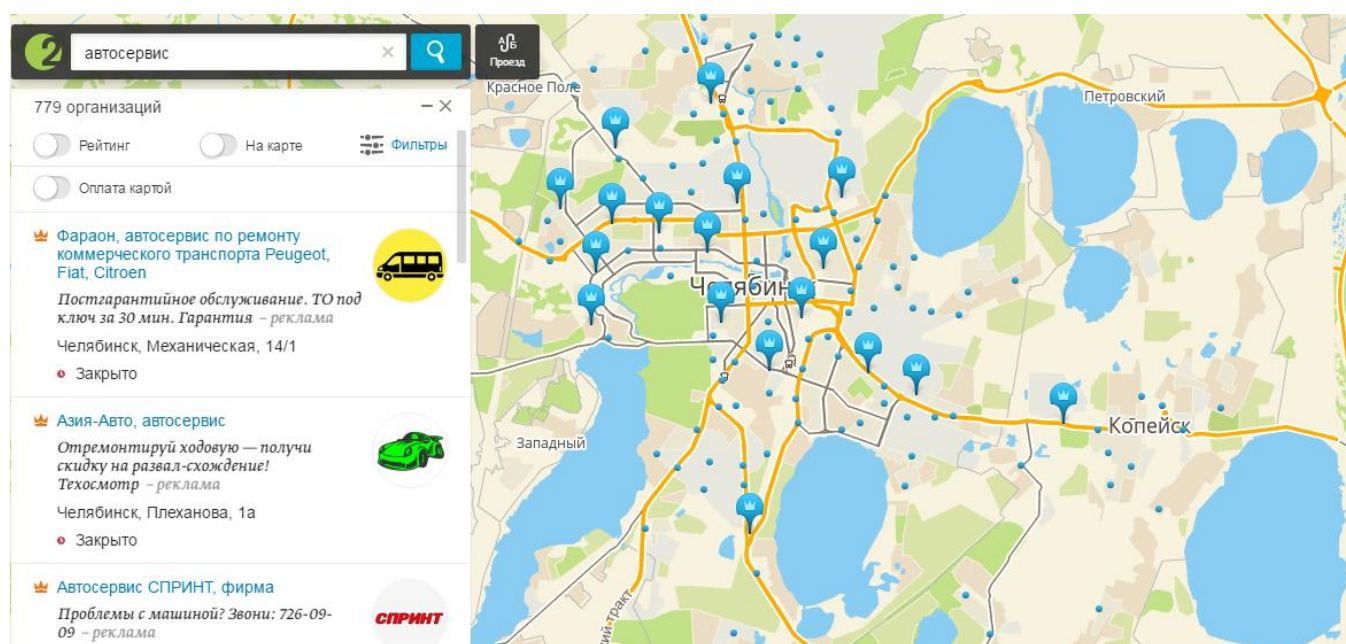 2
автосервис
Проезд
779 организаций
Рейтинг
На карте
Фильтры
Оплата картой
Фараон, автосервис по ремонту
коммерческого транспорта Peugeot,
Fiat, Citroen
Постгарантийное обслуживание. ТО под
ключ за 30 мин. Гарантия – реклама
Челябинск, Механическая, 14/1
Закрыто
Азия-Авто, автосервис
Отремонтируй ходовую — получи
скидку на развал-схождение!
Техосмотр – реклама
Челябинск, Плеханова, 1а
Закрыто
Автосервис СПРИНТ, фирма
Проблемы с машиной? Звони: 726-09-
09 – реклама
СПРИНТ
Красное Поле
Петровский
Челябинск
Копейск
Западный
тракт